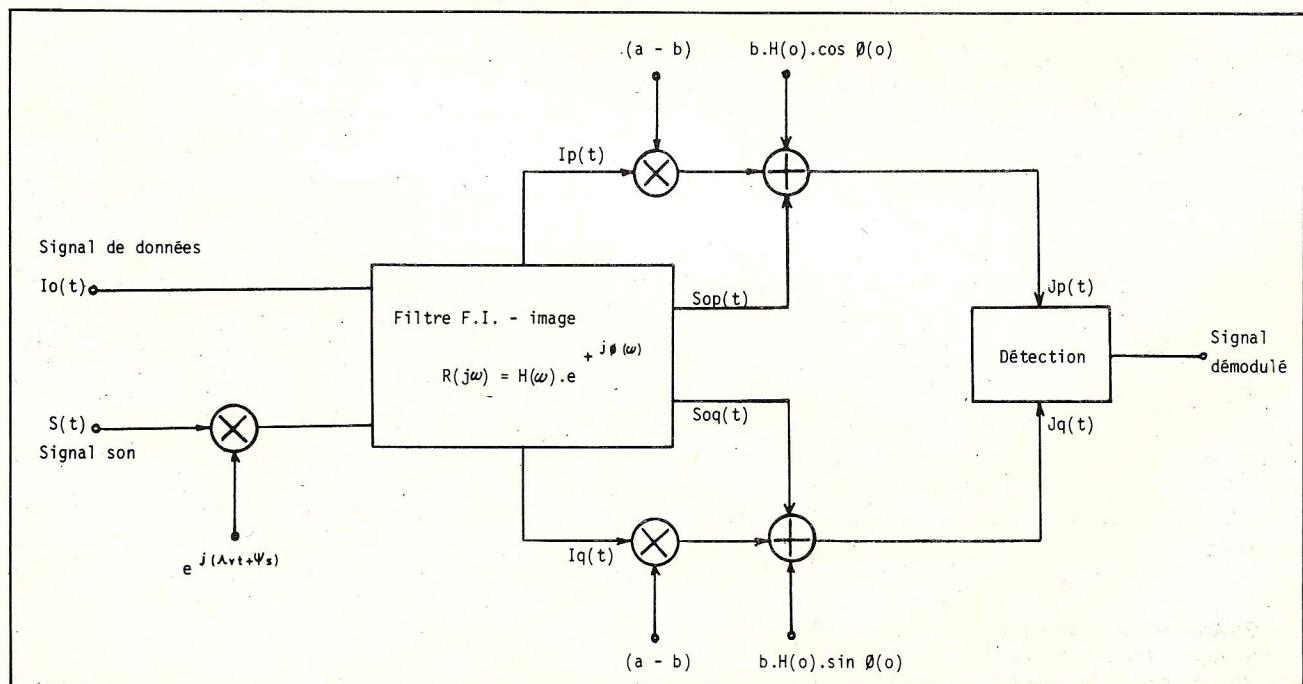 (a - b)
b.H(o).cos Ø(o)
Ip(t)
Signal de données
Io(t)
Sop(t)
Jp(t)
Filtre F.I. - image
R(jω) = H(ω).e + jø(ω)
Détection
Signal
démodulé
S(t)
Signal son
Soq(t)
Jq(t)
e j(Λvt+Ψs)
Iq(t)
(a - b)
b.H(o).sin Ø(o)